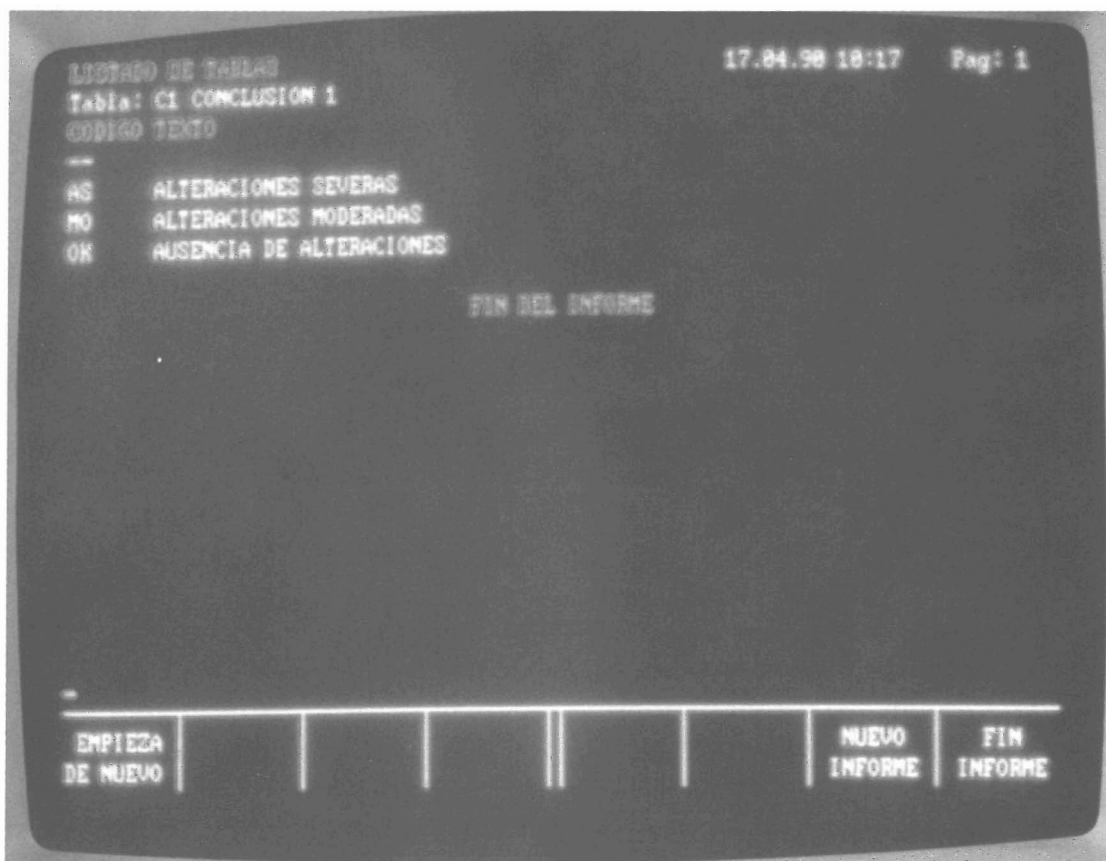 LISTADO DE TABLAS 17.04.90 10:17 Pag: 1
Tabla: C1 CONCLUSION 1
CODIGO TEXTO
--
AS ALTERACIONES SEVERAS
MO ALTERACIONES MODERADAS
OK AUSENCIA DE ALTERACIONES
FIN DEL INFORME
EMPIEZA DE NUEVO
NUEVO INFORME
FIN INFORME